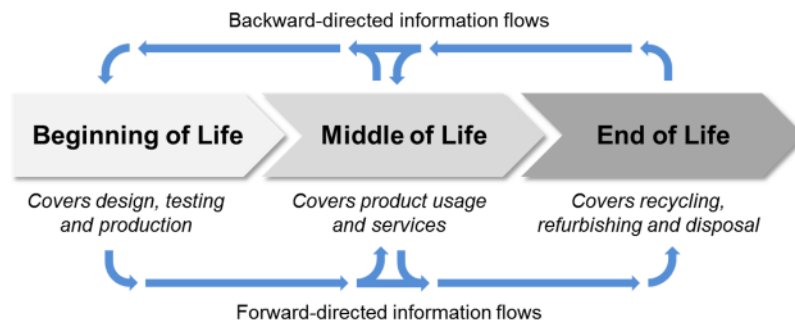 Backward-directed information flows
Beginning of Life
Middle of Life
End of Life
Covers design, testing
and production
Covers product usage
and services
Covers recycling,
refurbishing and disposal
Forward-directed information flows